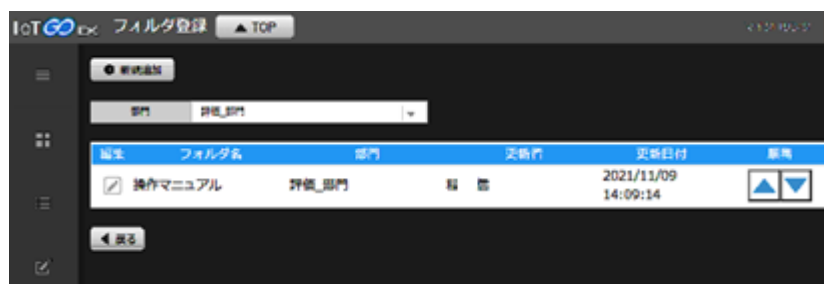 IoTGO EX フォルダ登録 ▲ TOP
新規追加
部門 評価_部門
編集 フォルダ名 部門 更新者 更新日付 順序
操作マニュアル 評価_部門 2021/11/09
14:09:14
戻る